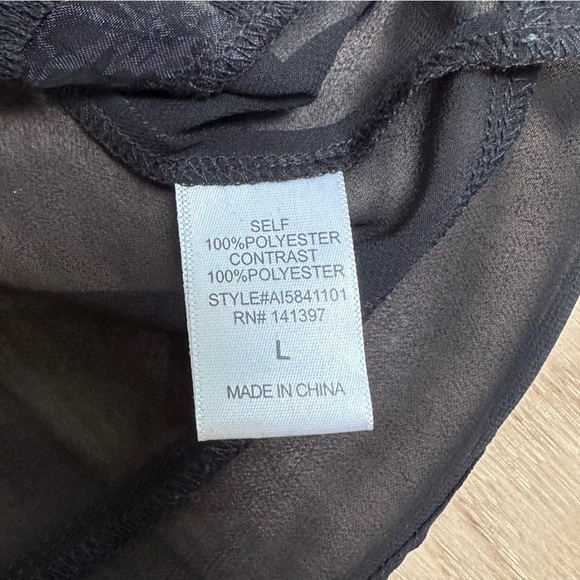 SELF
100%POLYESTER
CONTRAST
100%POLYESTER
STYLE#AI5841101
RN# 141397
L
MADE IN CHINA